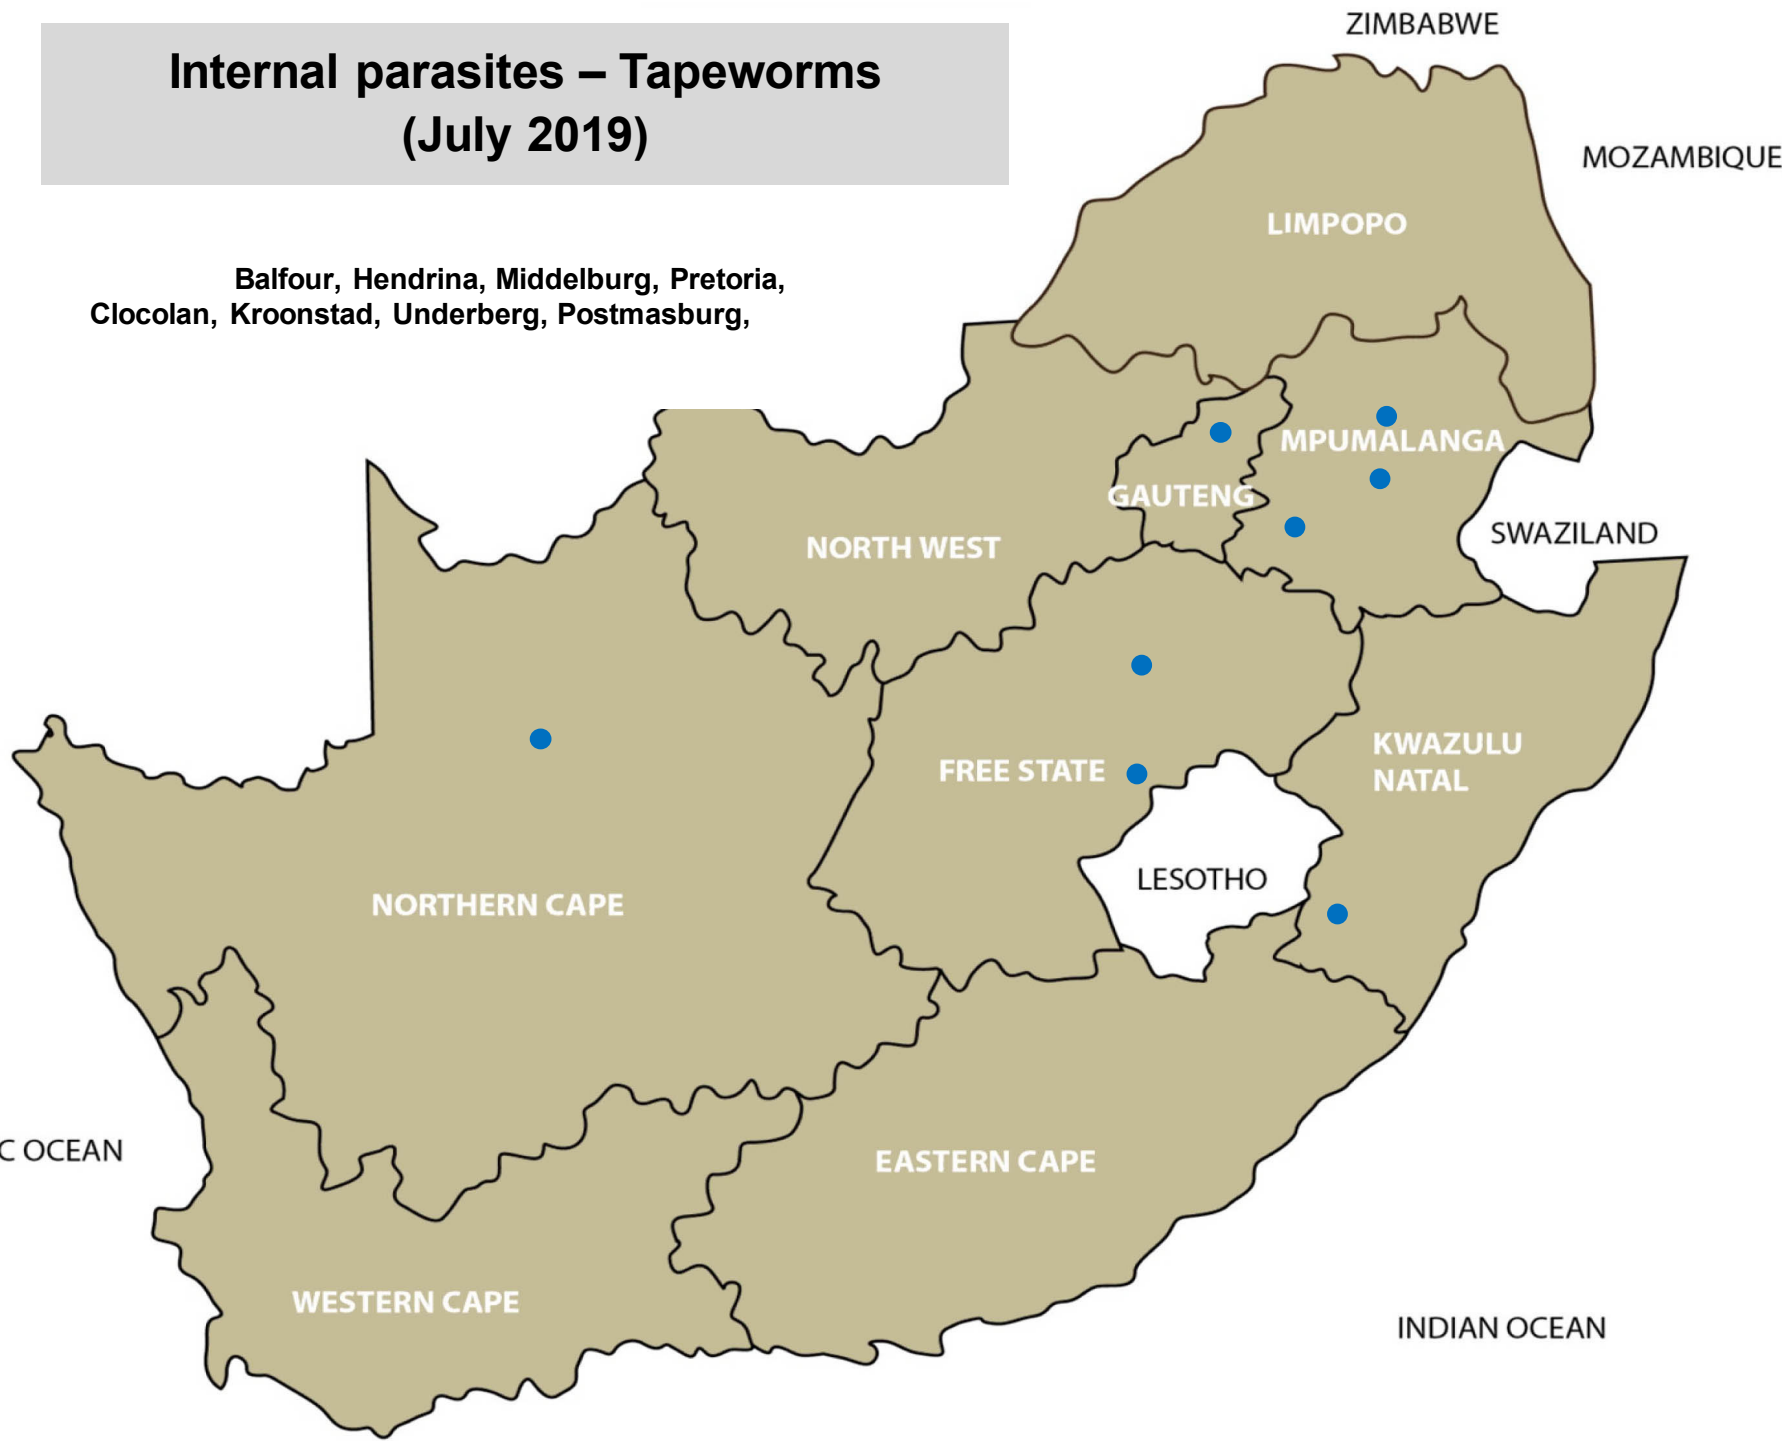 Internal parasites – Tapeworms
(July 2019)
Balfour, Hendrina, Middelburg, Pretoria,
Clocolan, Kroonstad, Underberg, Postmasburg,
ZIMBABWE
MOZAMBIQUE
LIMPOPO
MPUMALANGA
GAUTENG
SWAZILAND
NORTH WEST
KWAZULU
NATAL
FREE STATE
LESOTHO
NORTHERN CAPE
C OCEAN
EASTERN CAPE
WESTERN CAPE
INDIAN OCEAN